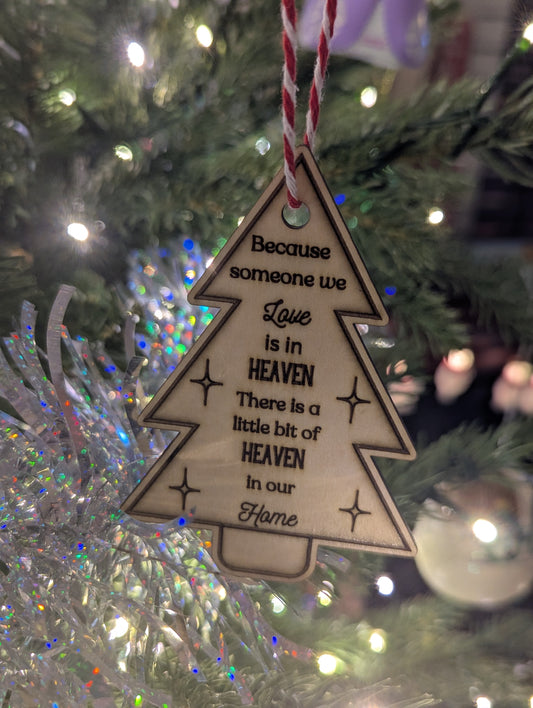 Because
someone we
Love
is in
HEAVEN
There is a
little bit of
HEAVEN
in our
Home